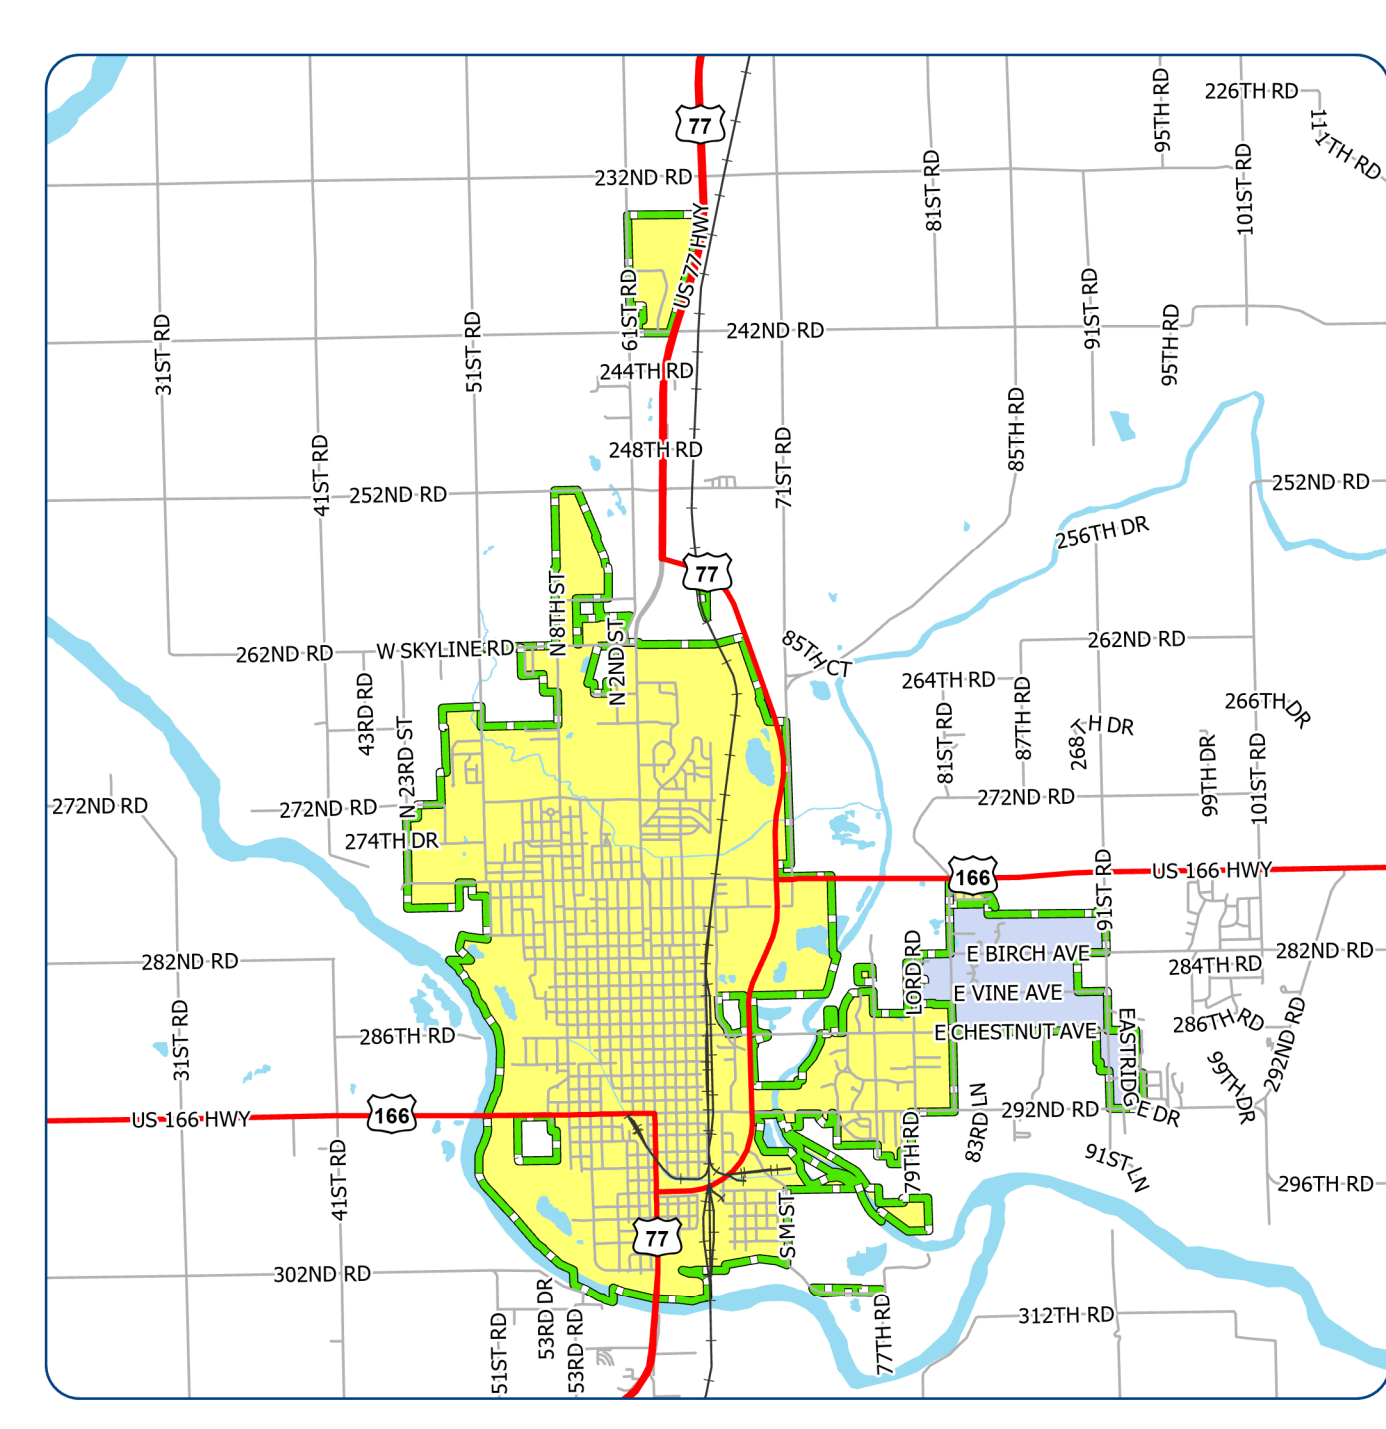 226TH RD
95TH RD
111TH RD
77
81ST RD
101ST RD
232ND RD
US 77 HWY
61ST RD
91ST RD
95TH RD
31ST RD
51ST RD
242ND RD
244TH RD
85TH RD
41ST RD
71ST RD
248TH RD
252ND RD
252ND RD
256TH DR
77
N 8TH ST
85TH CT
262ND RD
W SKYLINE RD
262ND RD
N 2ND ST
264TH RD
43RD RD
N 23RD ST
81ST RD
87TH RD
268TH DR
266TH DR
99TH DR
101ST RD
272ND RD
272ND RD
272ND RD
274TH DR
166
US 166 HWY
91ST RD
282ND RD
LORD RD
E BIRCH AVE
282ND RD
284TH RD
E VINE AVE
31ST RD
286TH RD
E CHESTNUT AVE
EASTRIDGE DR
286TH RD
292ND RD
99TH DR
US 166 HWY
166
292ND RD
83RD LN
79TH RD
91ST LN
41ST RD
296TH RD
S M ST
77
302ND RD
53RD DR
51ST RD
53RD RD
77TH RD
312TH RD